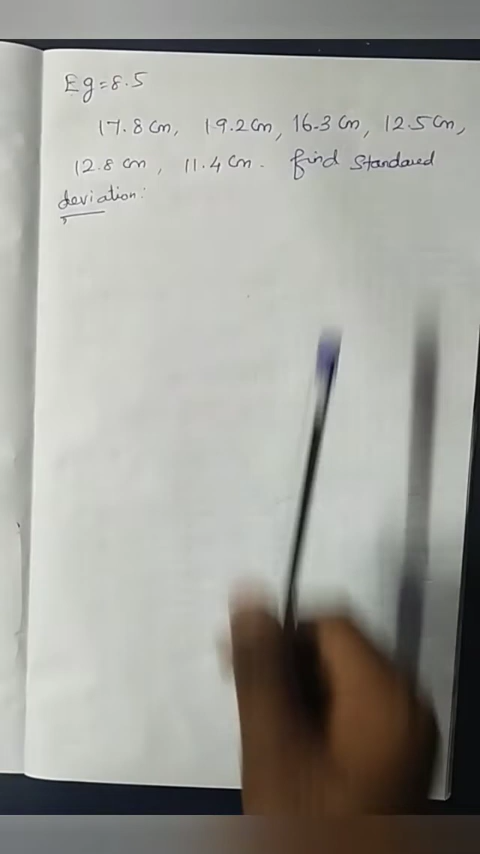 Eg=8.5
17.8 cm, 19.2 cm, 16.3 cm, 12.5 cm,
12.8 cm, 11.4 cm. find Standared
deviation: